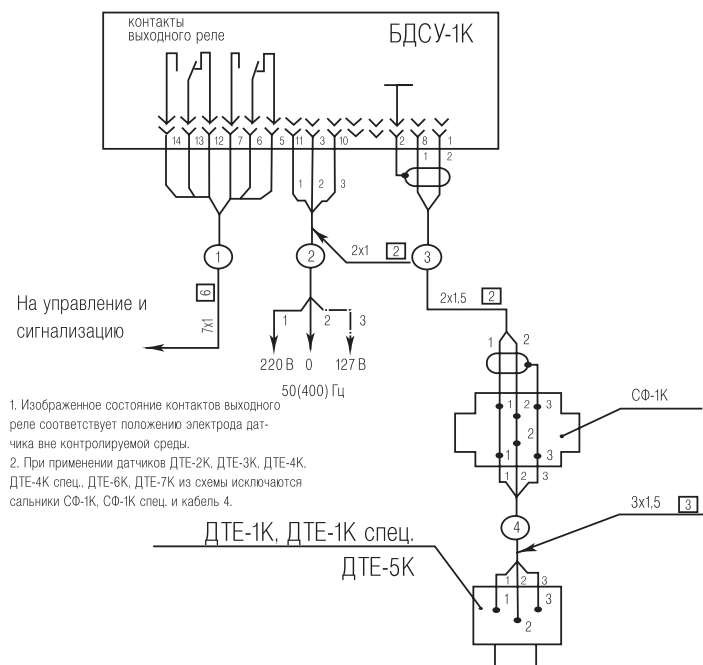 контакты
выходного реле
БДСУ-1К
14 13 12 7 6 5 11 3 10 2 8 1
1 2
1 2 3
1
2
3
2x1 2
6
7x1
2x1,5 2
На управление и
сигнализацию
1 2 3
220 В 0 127 В
50(400) Гц
1 2
1 2 3
2
1 3
1 2 3
СФ-1К
1. Изображенное состояние контактов выходного
реле соответствует положению электрода дат-
чика вне контролируемой среды.
2. При применении датчиков ДТЕ-2К, ДТЕ-3К, ДТЕ-4К,
ДТЕ-4К спец., ДТЕ-6К, ДТЕ-7К из схемы исключаются
сальники СФ-1К, СФ-1К спец. и кабель 4.
4
3x1,5 3
ДТЕ-1К, ДТЕ-1К спец.
ДТЕ-5К
1 2 3
1 3
2